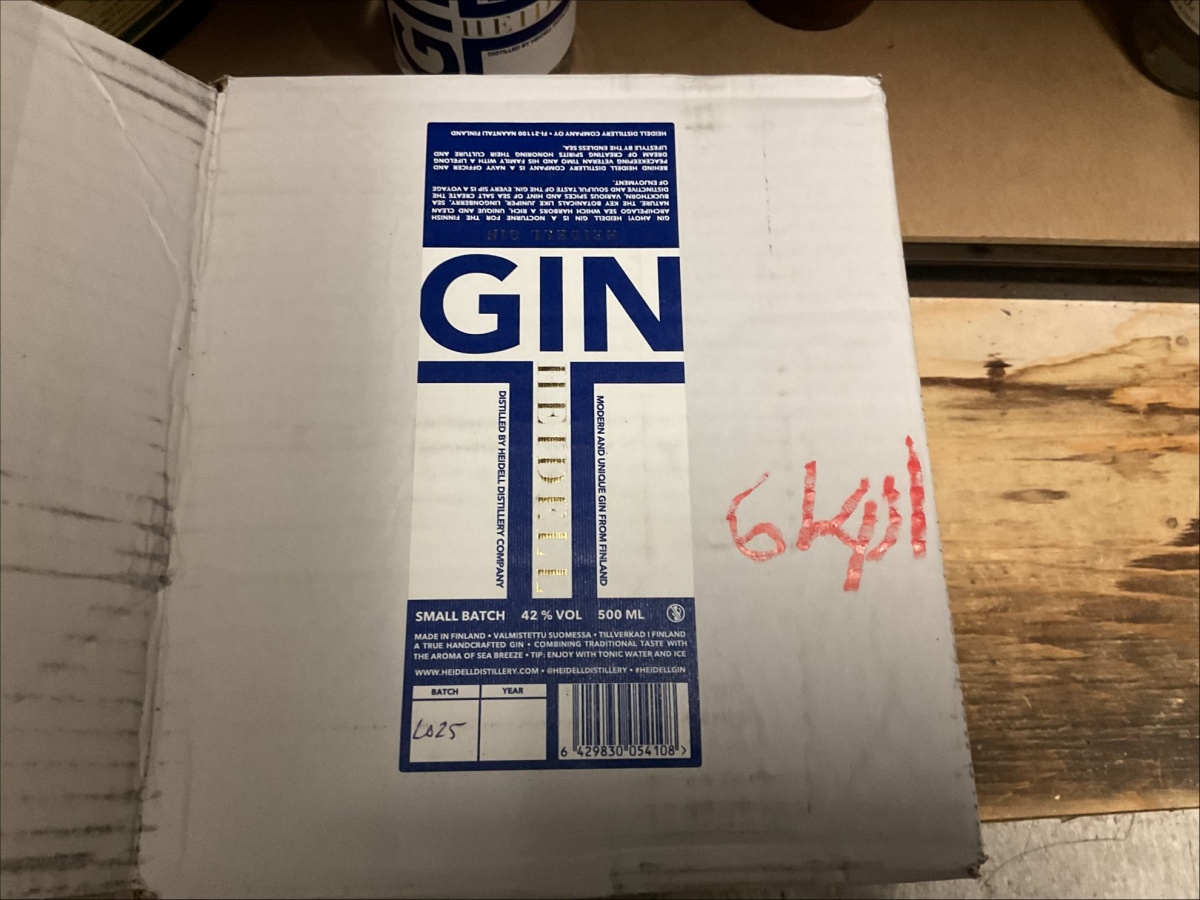 HEID
DISTILLED BY HEIDELL
HEIDELL GIN
GIN AHOY! HEIDELL GIN IS A NOCTURNE FOR THE FINNISH
ARCHIPELAGO SEA WHICH HARBORS A RICH, UNIQUE AND CLEAN
NATURE. THE KEY BOTANICALS LIKE JUNIPER, LINGONBERRY, SEA
BUCKTHORN, VARIOUS SPICES AND HINT OF SEA SALT CREATE THE
DISTINCTIVE AND SOULFUL TASTE OF THE GIN. EVERY SIP IS A VOYAGE
OF ENJOYMENT.
BEHIND HEIDELL DISTILLERY COMPANY IS A NAVY OFFICER AND
PEACEKEEPING VETERAN TIMO AND HIS FAMILY WITH A LIFELONG
DREAM OF CREATING SPIRITS HONORING THEIR CULTURE AND
LIFESTYLE BY THE ENDLESS SEA.
HEIDELL DISTILLERY COMPANY OY • FI-21100 NAANTALI FINLAND
GIN
DISTILLED BY HEIDELL DISTILLERY COMPANY
HEIDELL
MODERN AND UNIQUE GIN FROM FINLAND
6 kpl
SMALL BATCH 42 % VOL 500 ML
MADE IN FINLAND • VALMISTETTU SUOMESSA • TILLVERKAD I FINLAND
A TRUE HANDCRAFTED GIN • COMBINING TRADITIONAL TASTE WITH
THE AROMA OF SEA BREEZE • TIP: ENJOY WITH TONIC WATER AND ICE
WWW.HEIDELLDISTILLERY.COM • @HEIDELLDISTILLERY • #HEIDELLGIN
BATCH YEAR
L025
6 429830 054108 >